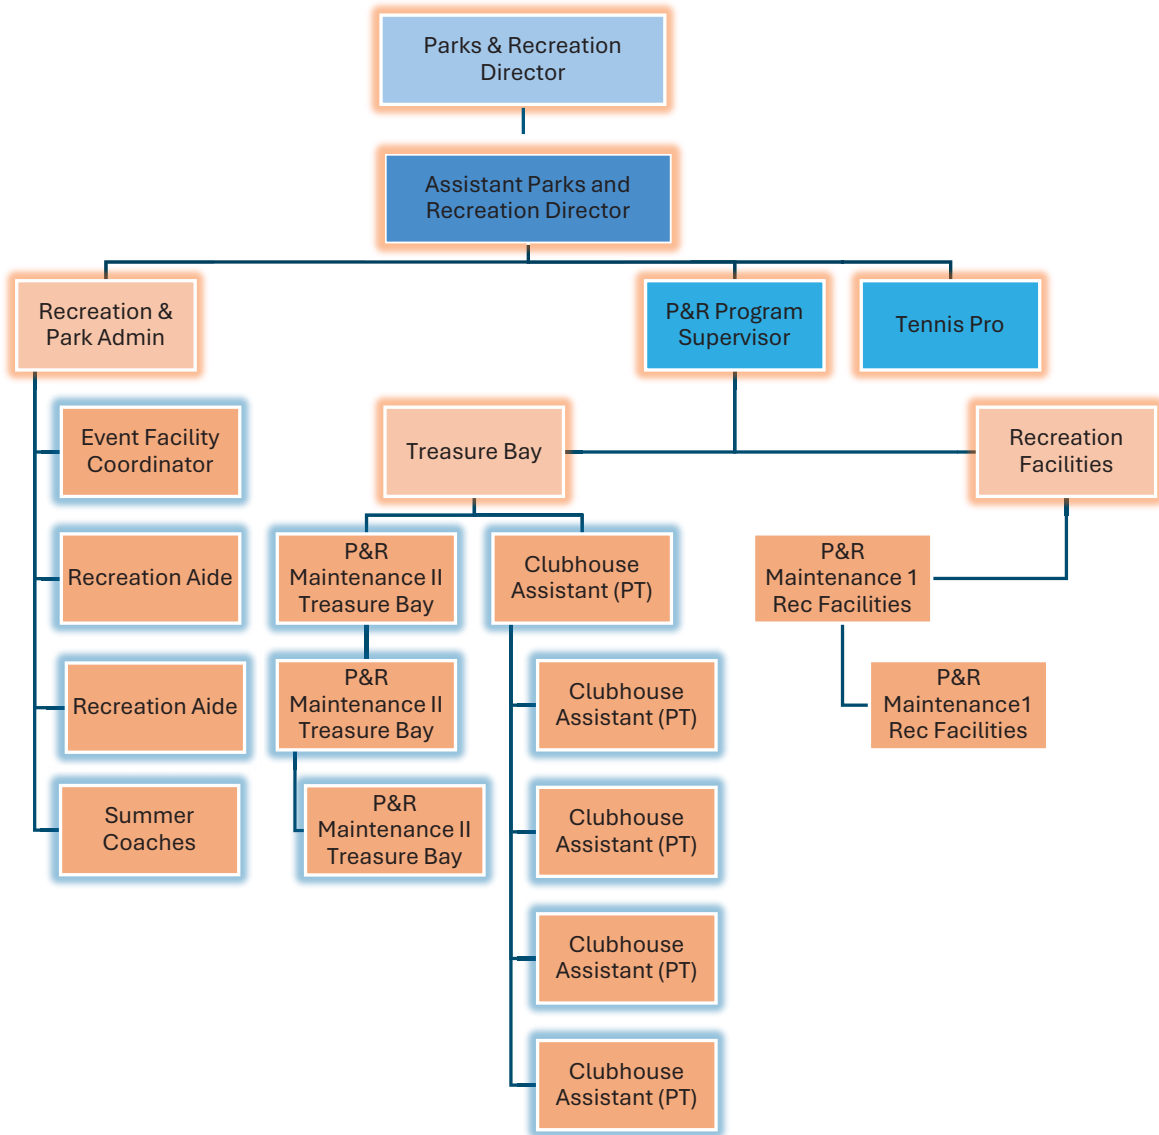 Parks & Recreation
Director
Assistant Parks and
Recreation Director
Recreation &
Park Admin
P&R Program
Supervisor
Tennis Pro
Event Facility
Coordinator
Recreation Aide
Recreation Aide
Summer
Coaches
Treasure Bay
P&R
Maintenance II
Treasure Bay
P&R
Maintenance II
Treasure Bay
P&R
Maintenance II
Treasure Bay
Clubhouse
Assistant (PT)
Clubhouse
Assistant (PT)
Clubhouse
Assistant (PT)
Clubhouse
Assistant (PT)
Clubhouse
Assistant (PT)
Recreation
Facilities
P&R
Maintenance 1
Rec Facilities
P&R
Maintenance1
Rec Facilities